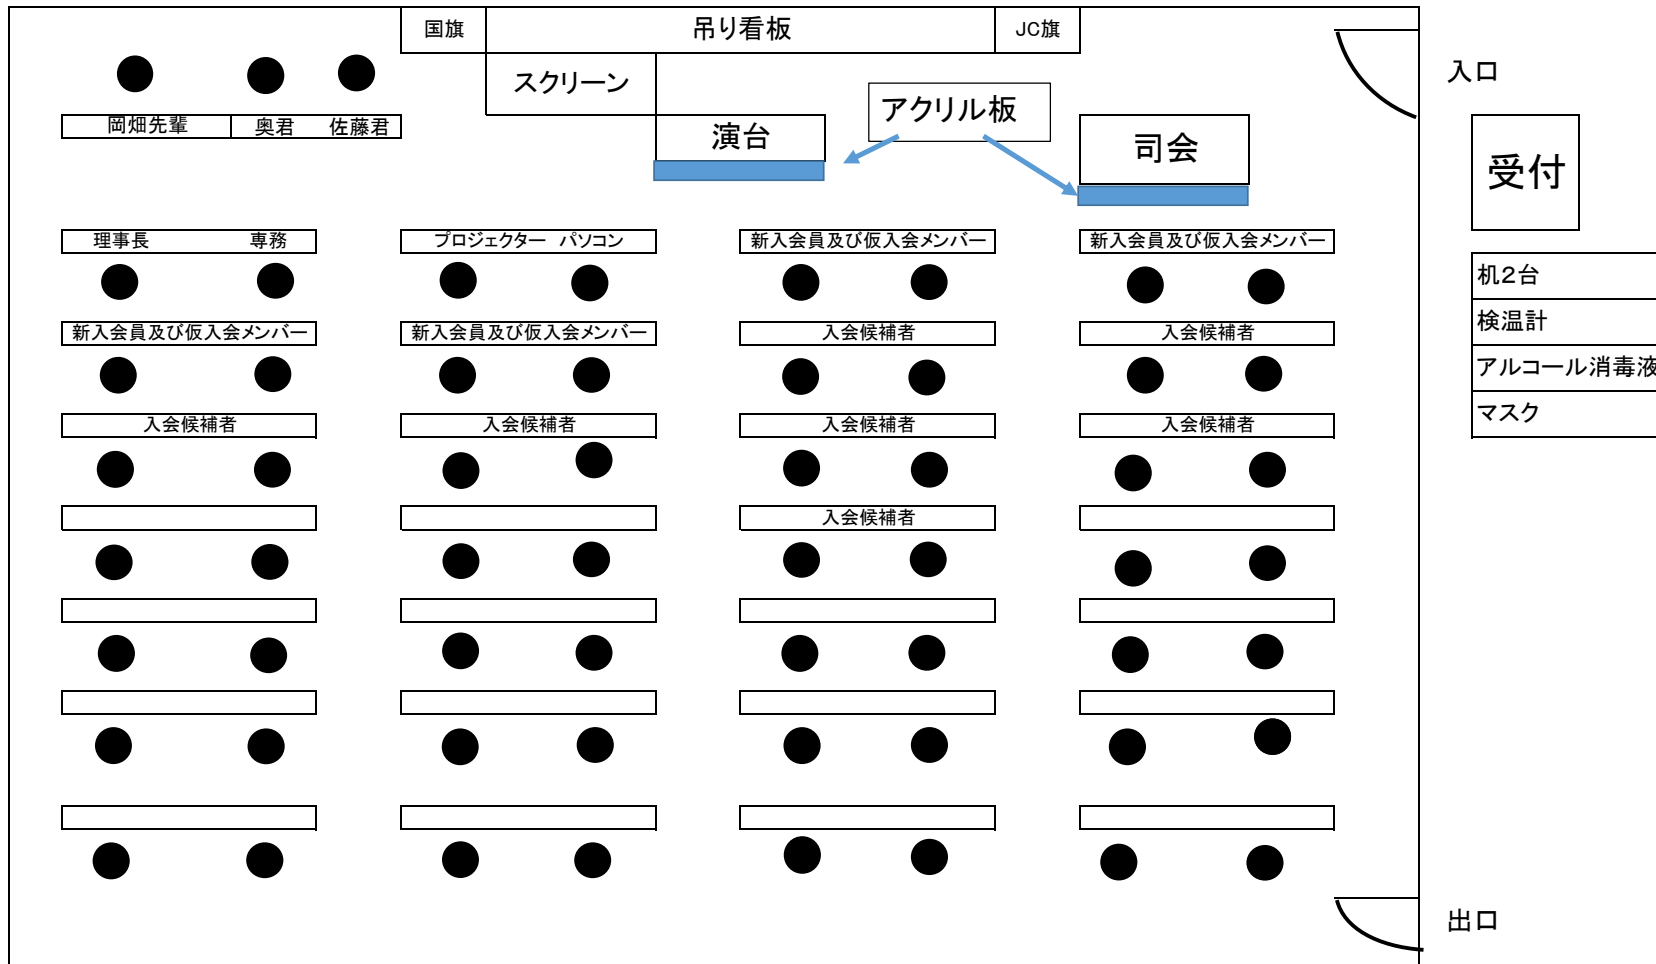 国旗 吊り看板 JC旗
スクリーン
アクリル板
入口
岡畑先輩 奥君 佐藤君
演台
司会
受付
理事長 専務
プロジェクター パソコン
新入会員及び仮入会メンバー
新入会員及び仮入会メンバー
机2台
検温計
アルコール消毒液
マスク
新入会員及び仮入会メンバー
新入会員及び仮入会メンバー
入会候補者
入会候補者
入会候補者
入会候補者
入会候補者
入会候補者
入会候補者
出口